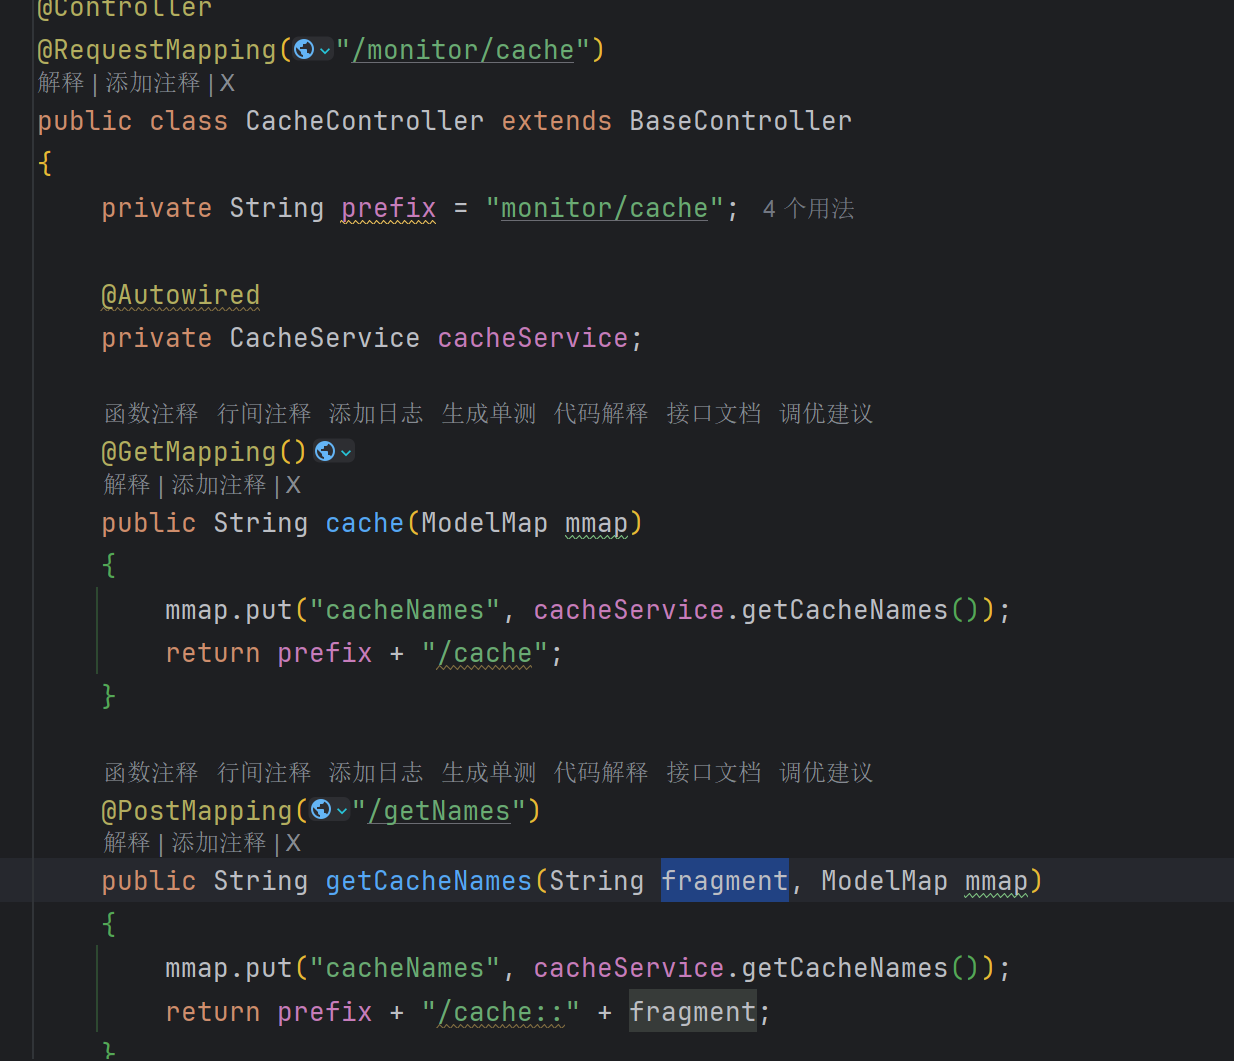 @Controller
@RequestMapping("/monitor/cache")
解释 | 添加注释 | X
public class CacheController extends BaseController
{
private String prefix = "monitor/cache"; 4 个用法
@Autowired
private CacheService cacheService;
函数注释 行间注释 添加日志 生成单测 代码解释 接口文档 调优建议
@GetMapping()
解释 | 添加注释 | X
public String cache(ModelMap mmap)
{
mmap.put("cacheNames", cacheService.getCacheNames());
return prefix + "/cache";
}
函数注释 行间注释 添加日志 生成单测 代码解释 接口文档 调优建议
@PostMapping("/getNames")
解释 | 添加注释 | X
public String getCacheNames(String fragment, ModelMap mmap)
{
mmap.put("cacheNames", cacheService.getCacheNames());
return prefix + "/cache::" + fragment;
}